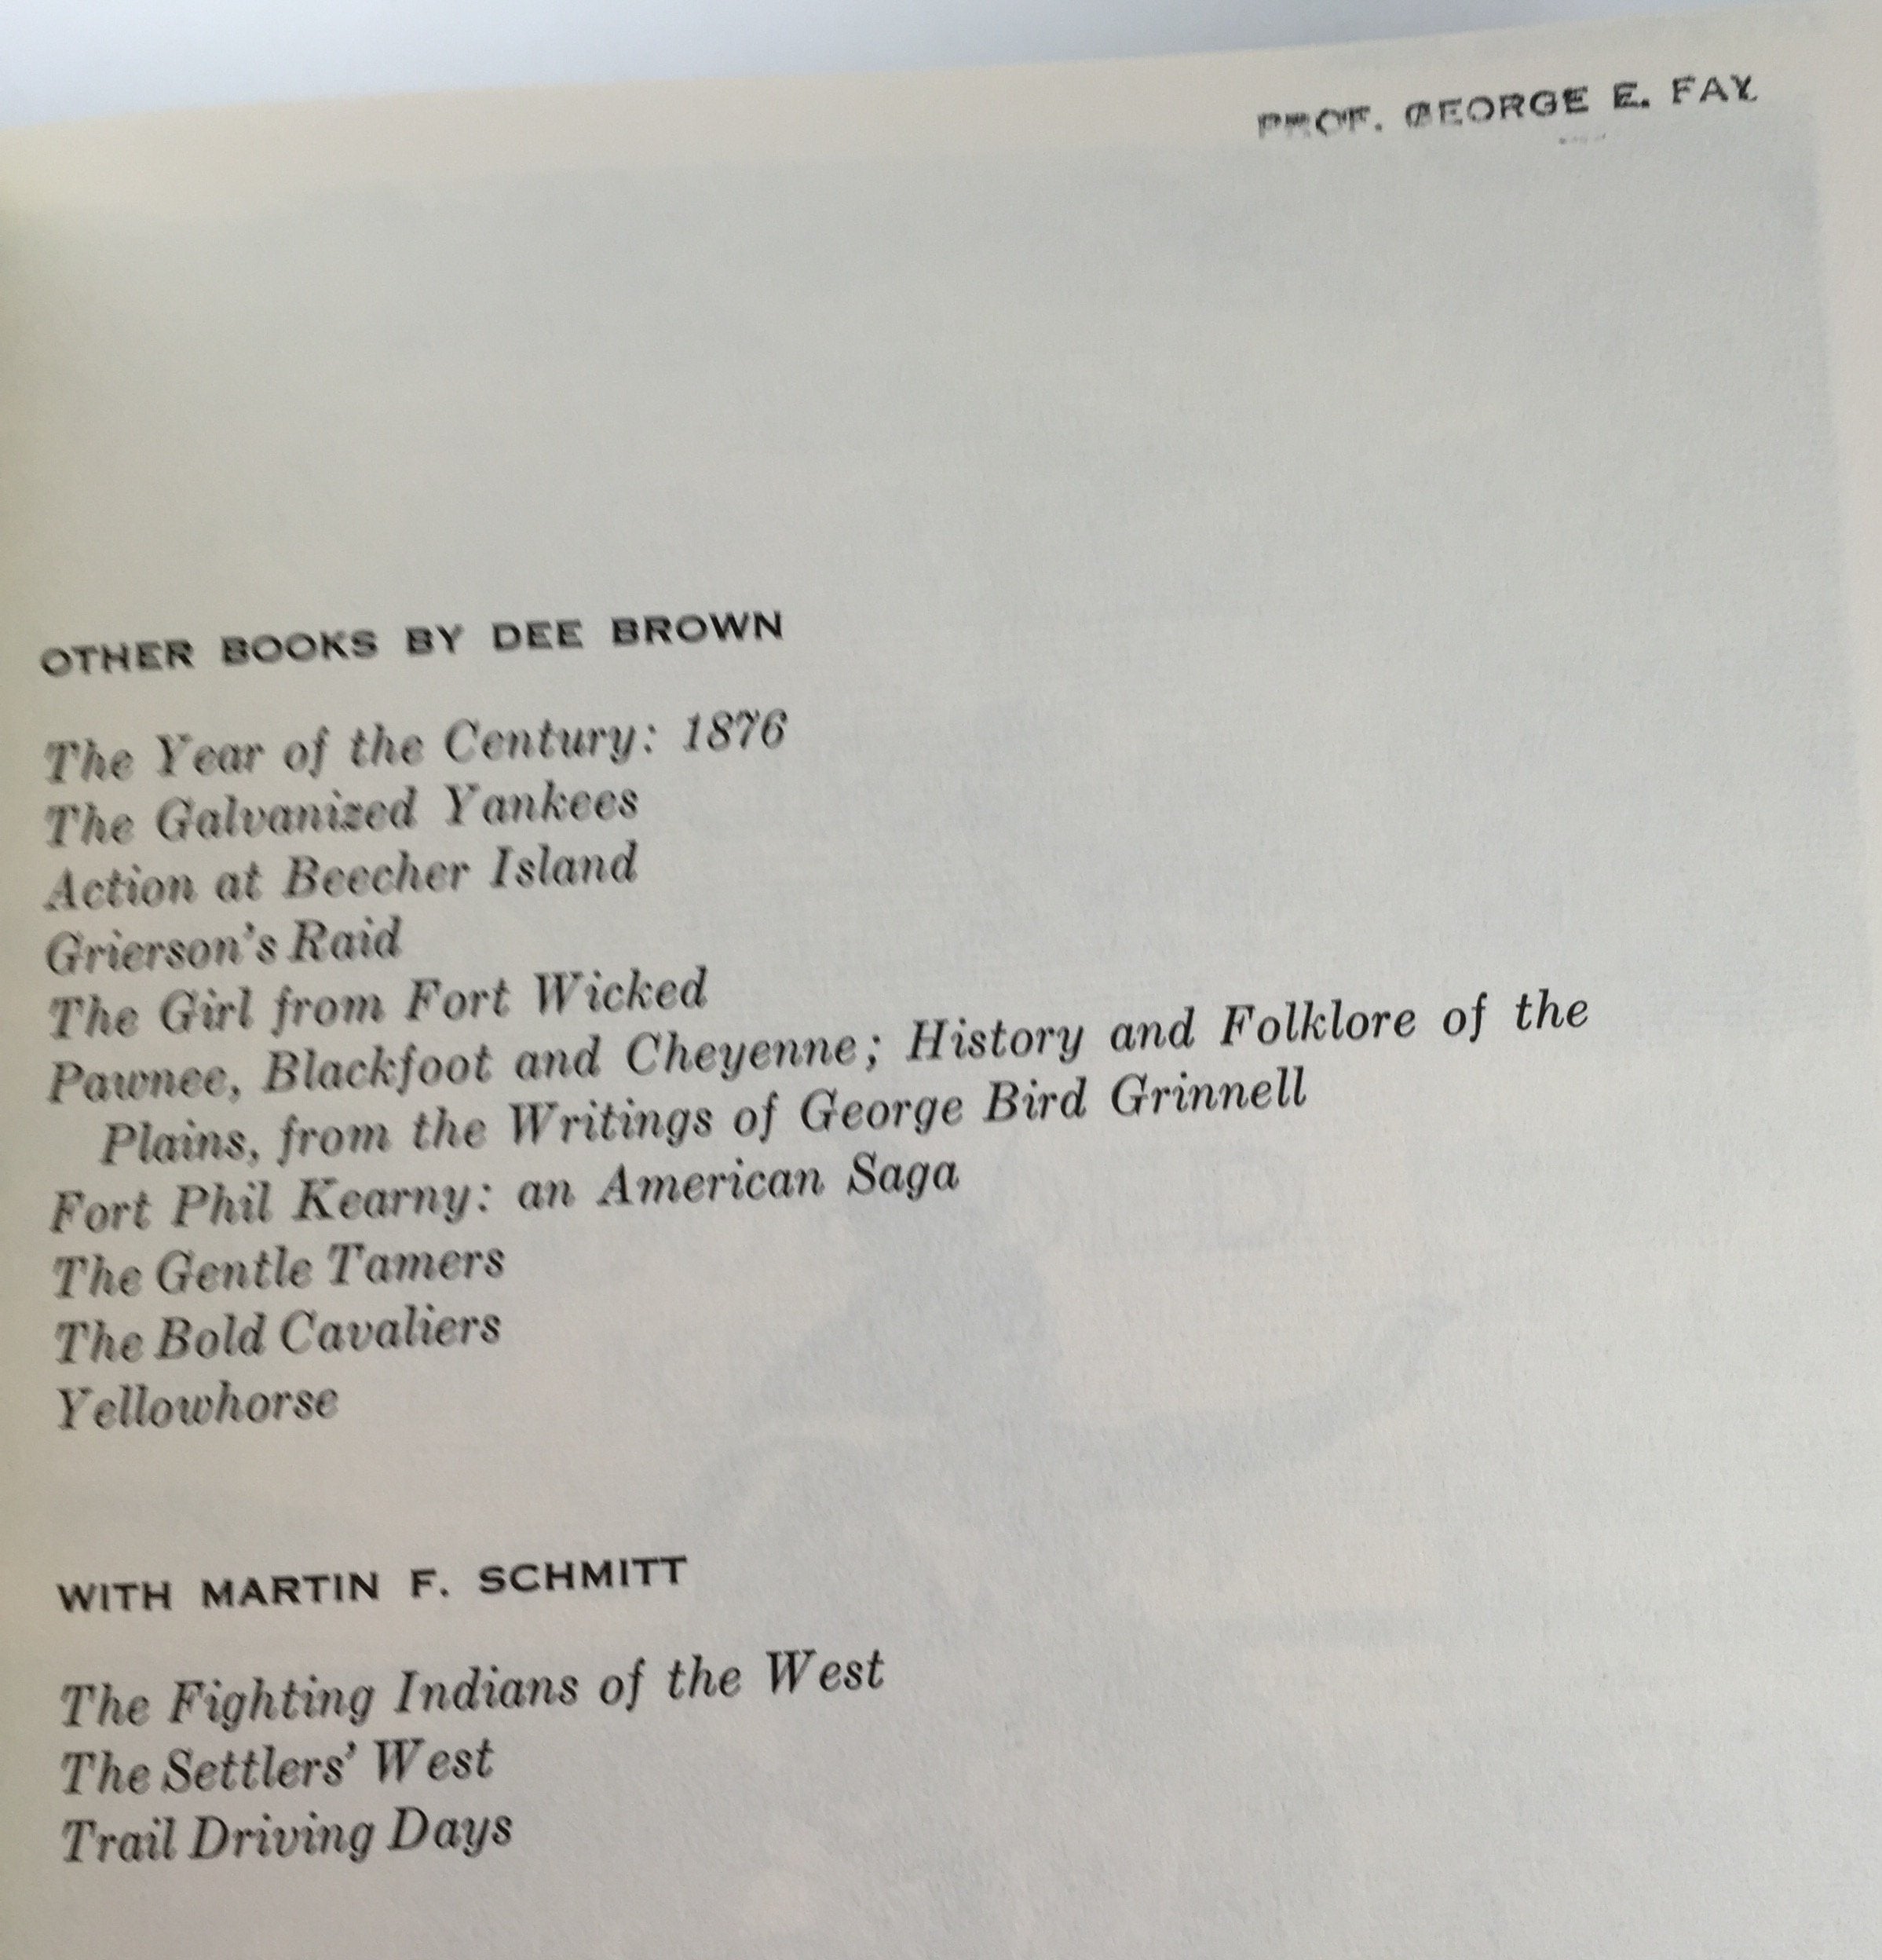 PROF. GEORGE E. FAY
OTHER BOOKS BY DEE BROWN
The Year of the Century: 1876
The Galvanized Yankees
Action at Beecher Island
Grierson's Raid
The Girl from Fort Wicked
Pawnee, Blackfoot and Cheyenne; History and Folklore of the
Plains, from the Writings of George Bird Grinnell
Fort Phil Kearny: an American Saga
The Gentle Tamers
The Bold Cavaliers
Yellowhorse
WITH MARTIN F. SCHMITT
The Fighting Indians of the West
The Settlers' West
Trail Driving Days